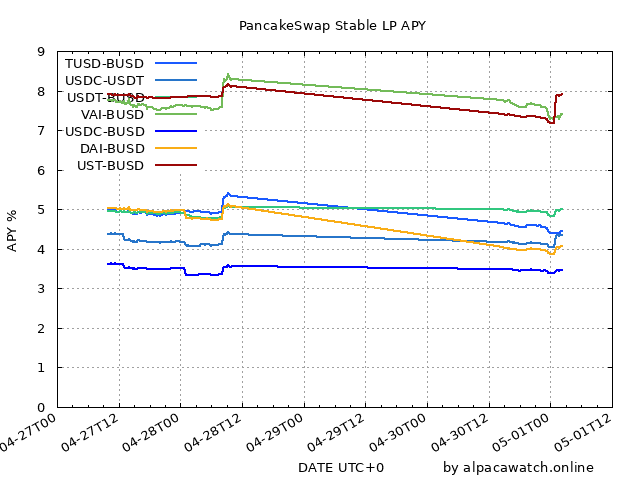 PancakeSwap Stable LP APY
APY %
9
8
7
6
5
4
3
2
1
0
TUSD-BUSD
USDC-USDT
USDT-BUSD
VAI-BUSD
USDC-BUSD
DAI-BUSD
UST-BUSD
04-27T00
04-27T12
04-28T00
04-28T12
04-29T00
04-29T12
04-30T00
04-30T12
05-01T00
05-01T12
DATE UTC+0
by alpacawatch.online